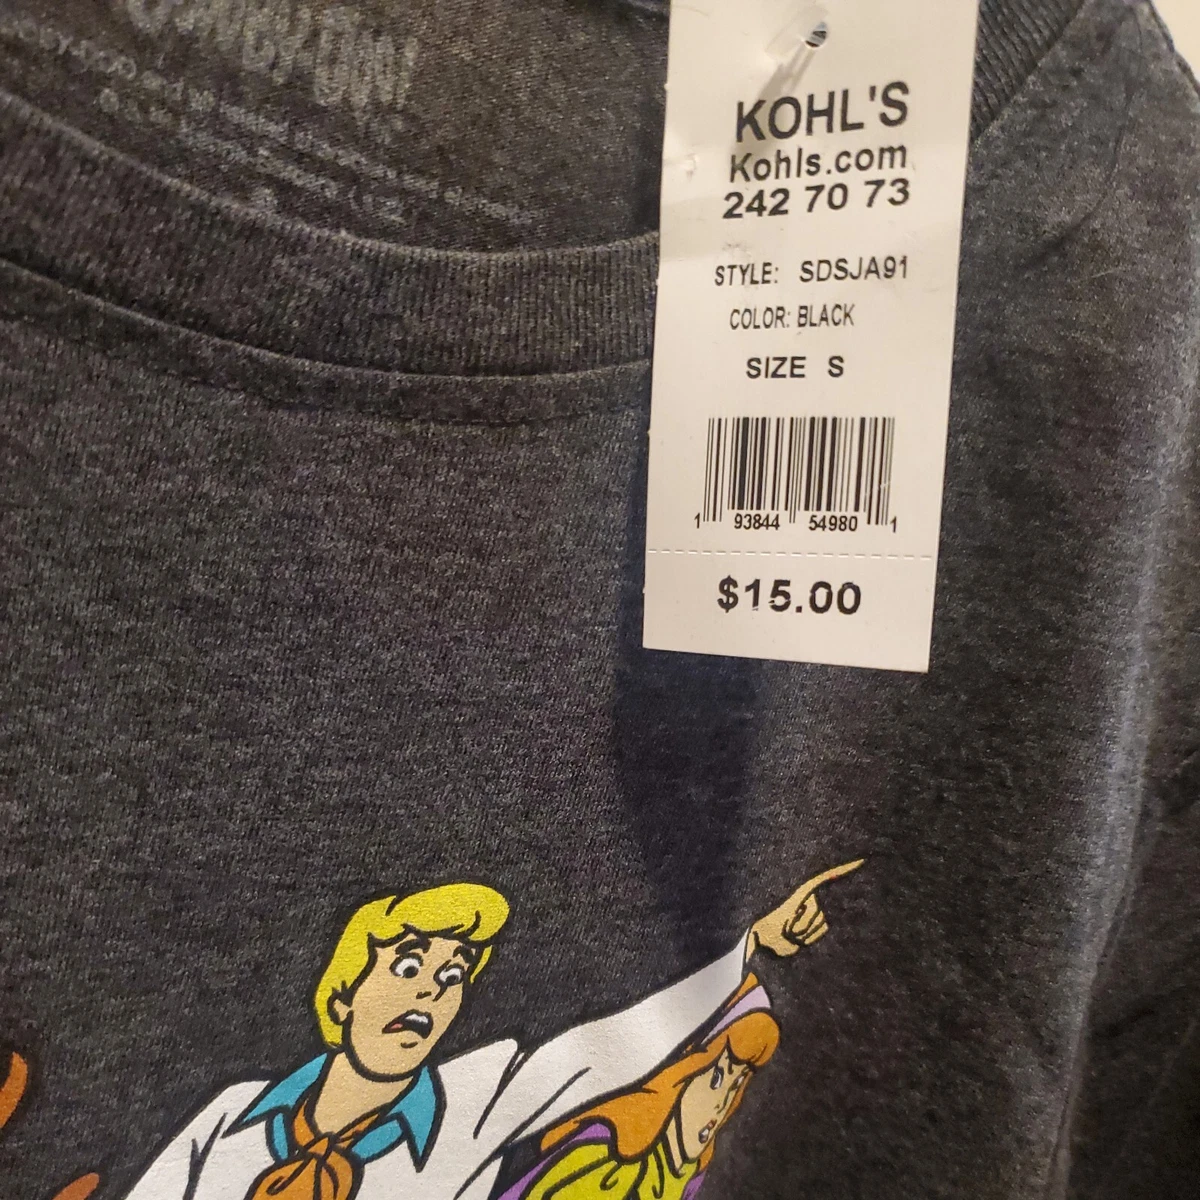 KOHL'S
Kohls.com
242 70 73
STYLE: SDSJA91
COLOR: BLACK
SIZE S
1 93844 54980 1
$15.00